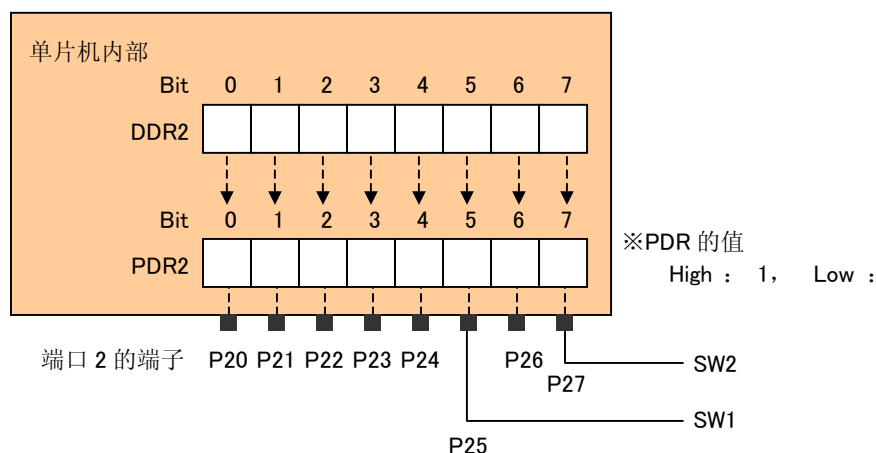 单片机内部
Bit 0 1 2 3 4 5 6 7
DDR2
Bit 0 1 2 3 4 5 6 7
PDR2
※PDR 的值
High : 1, Low :
端口 2 的端子 P20 P21 P22 P23 P24 P26 SW2
P27
SW1
P25